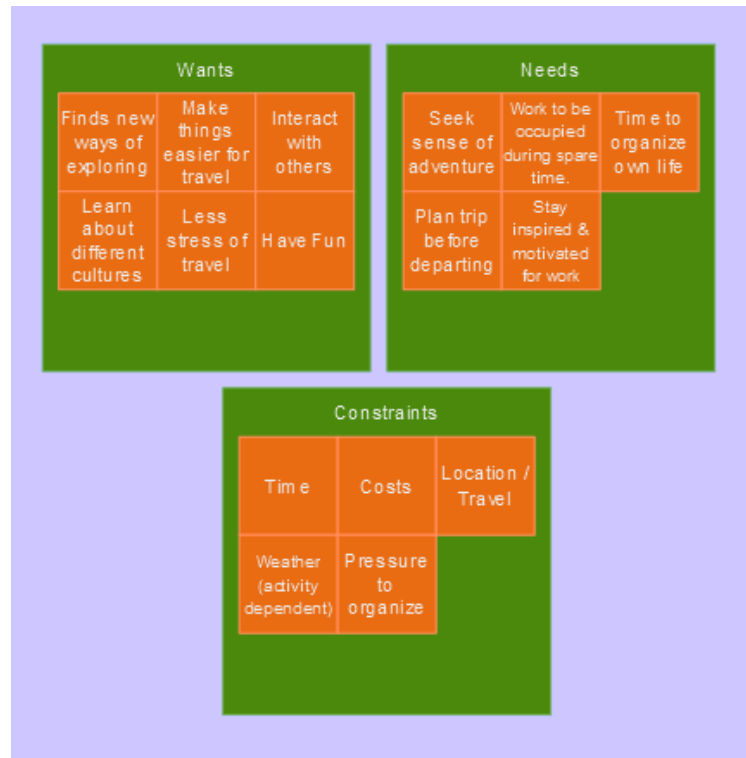 Wants
Finds new
ways of
exploring
Make
things
easier for
travel
Interact
with
others
Learn
about
different
cultures
Less
stress of
travel
Have Fun
Needs
Seek
sense of
adventure
Work to be
occupied
during spare
time.
Time to
organize
own life
Plan trip
before
departing
Stay
inspired &
motivated
for work
Constraints
Time
Costs
Location /
Travel
Weather
(activity
dependent)
Pressure
to
organize